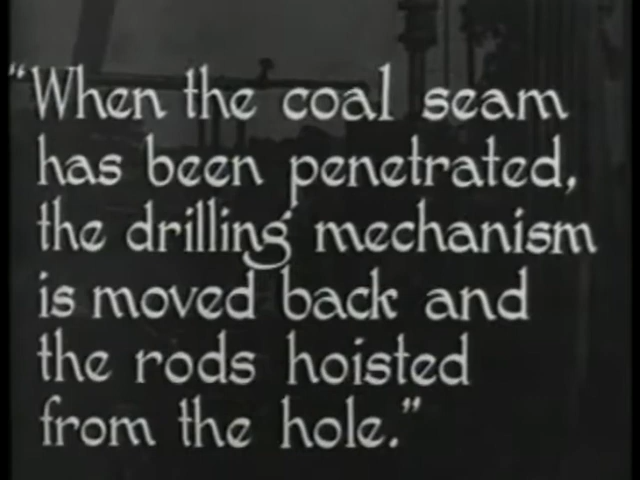 "When the coal seam
has been penetrated,
the drilling mechanism
is moved back and
the rods hoisted
from the hole."